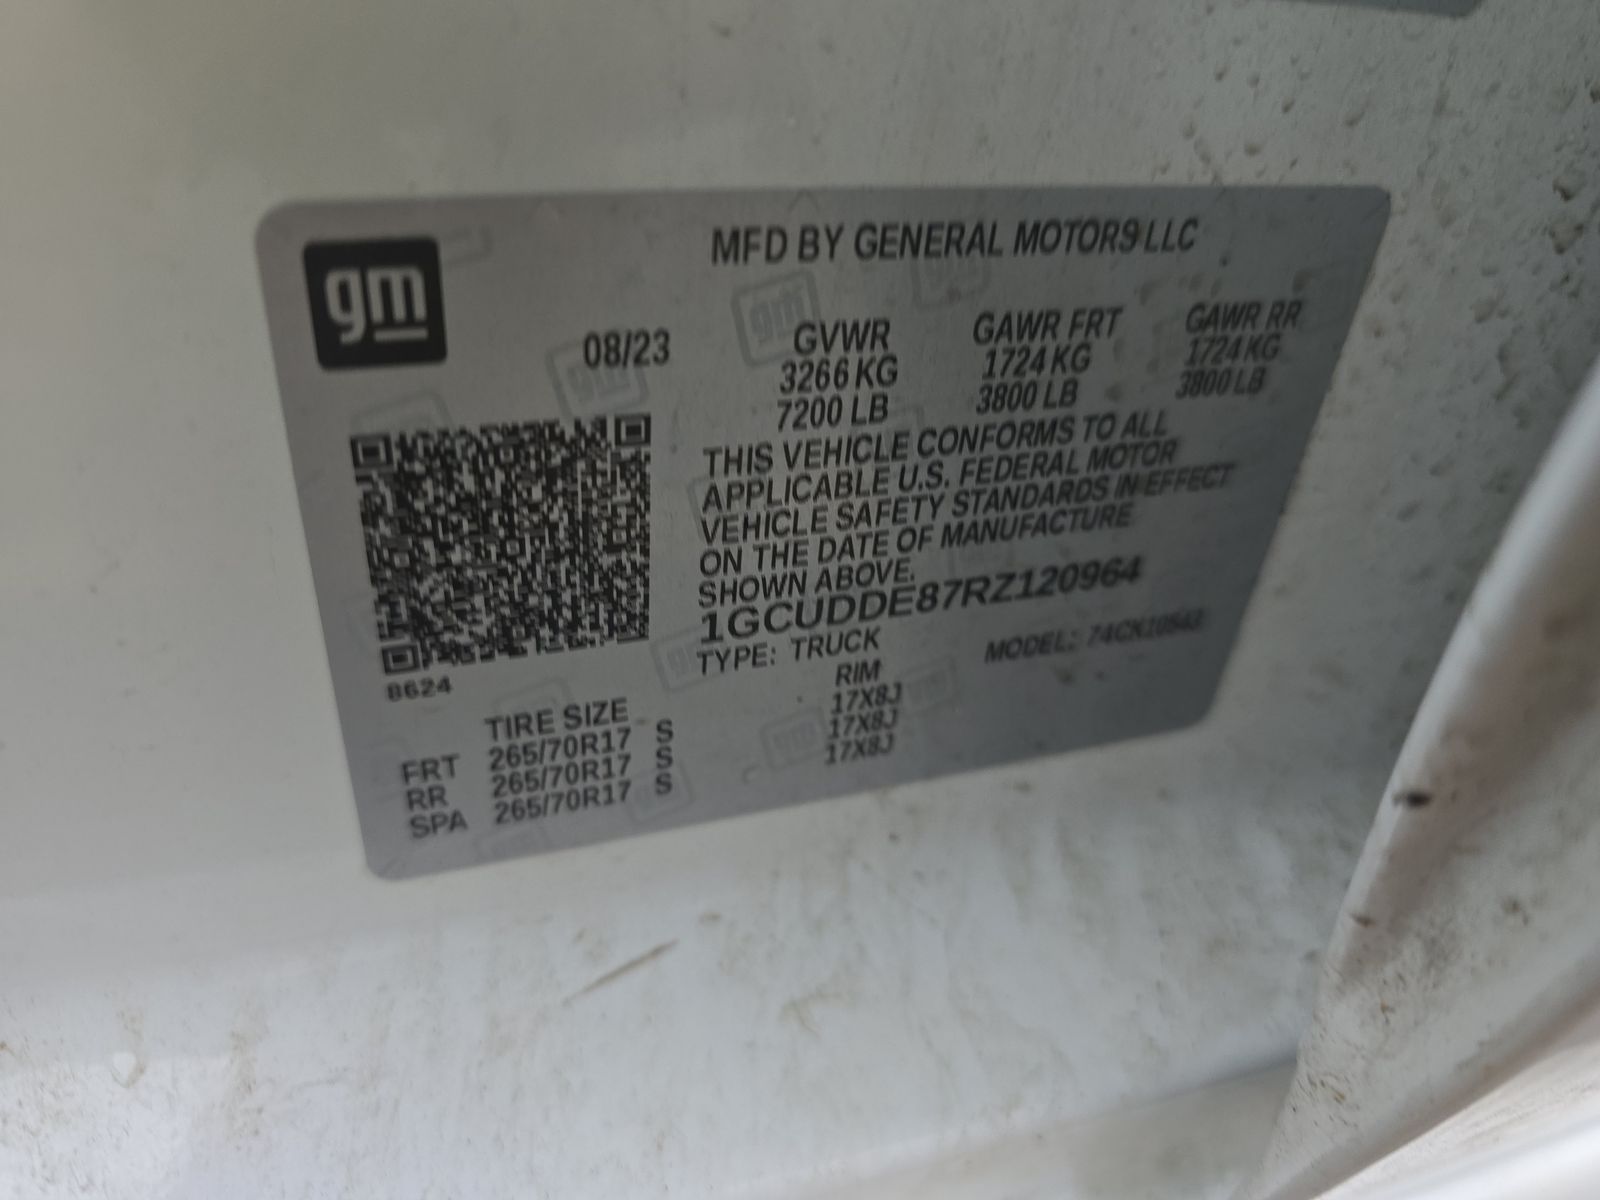 gm
MFD BY GENERAL MOTORS LLC
08/23
GVWR GAWR FRT GAWR RR
3266 KG 1724 KG 1724 KG
7200 LB 3800 LB 3800 LB
THIS VEHICLE CONFORMS TO ALL
APPLICABLE U.S. FEDERAL MOTOR
VEHICLE SAFETY STANDARDS IN EFFECT
ON THE DATE OF MANUFACTURE
SHOWN ABOVE.
1GCUDDE87RZ120964
TYPE: TRUCK MODEL:
8624
TIRE SIZE RIM
FRT 265/70R17 S 17X8J
RR 265/70R17 S 17X8J
SPA 265/70R17 S 17X8J